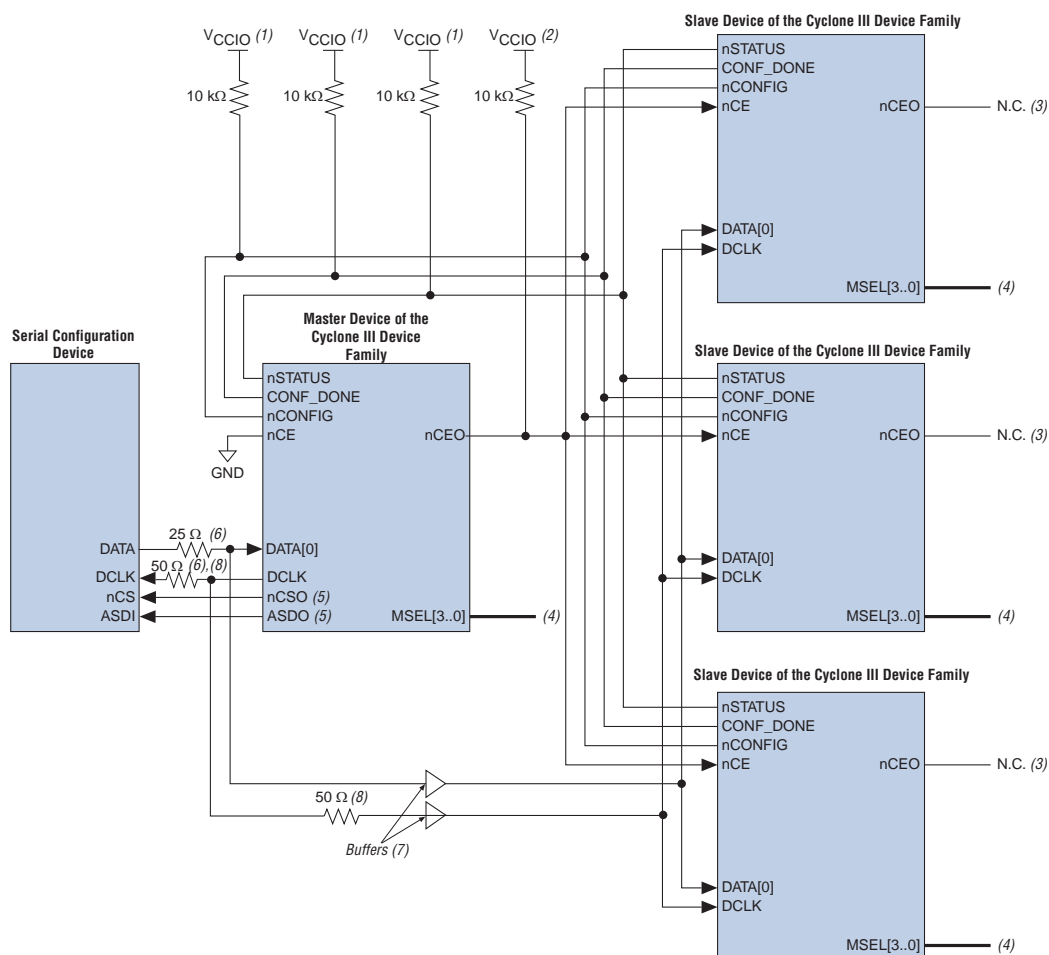 Slave Device of the Cyclone III Device Family
VCCIO (1)
VCCIO (1)
VCCIO (1)
VCCIO (2)
10 kΩ
10 kΩ
10 kΩ
10 kΩ
nSTATUS
CONF_DONE
nCONFIG
nCE
nCEO
N.C. (3)
DATA[0]
DCLK
MSEL[3..0]
(4)
Serial Configuration
Device
DATA
DCLK
nCS
ASDI
25 Ω (6)
50 Ω (6),(8)
Master Device of the
Cyclone III Device
Family
nSTATUS
CONF_DONE
nCONFIG
nCE
GND
nCEO
DATA[0]
DCLK
nCSO (5)
ASDO (5)
MSEL[3..0]
(4)
Slave Device of the Cyclone III Device Family
nSTATUS
CONF_DONE
nCONFIG
nCE
nCEO
N.C. (3)
DATA[0]
DCLK
MSEL[3..0]
(4)
Slave Device of the Cyclone III Device Family
nSTATUS
CONF_DONE
nCONFIG
nCE
nCEO
N.C. (3)
50 Ω (8)
Buffers (7)
DATA[0]
DCLK
MSEL[3..0]
(4)